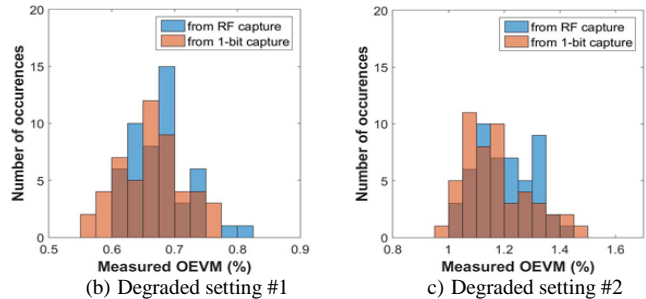 20
15
10
5
0
Number of occurences
from RF capture
from 1-bit capture
0.5 0.6 0.7 0.8 0.9
Measured OEVM (%)
(b) Degraded setting #1
20
15
10
5
0
Number of occurences
from RF capture
from 1-bit capture
0.8 1 1.2 1.4 1.6
Measured OEVM (%)
c) Degraded setting #2